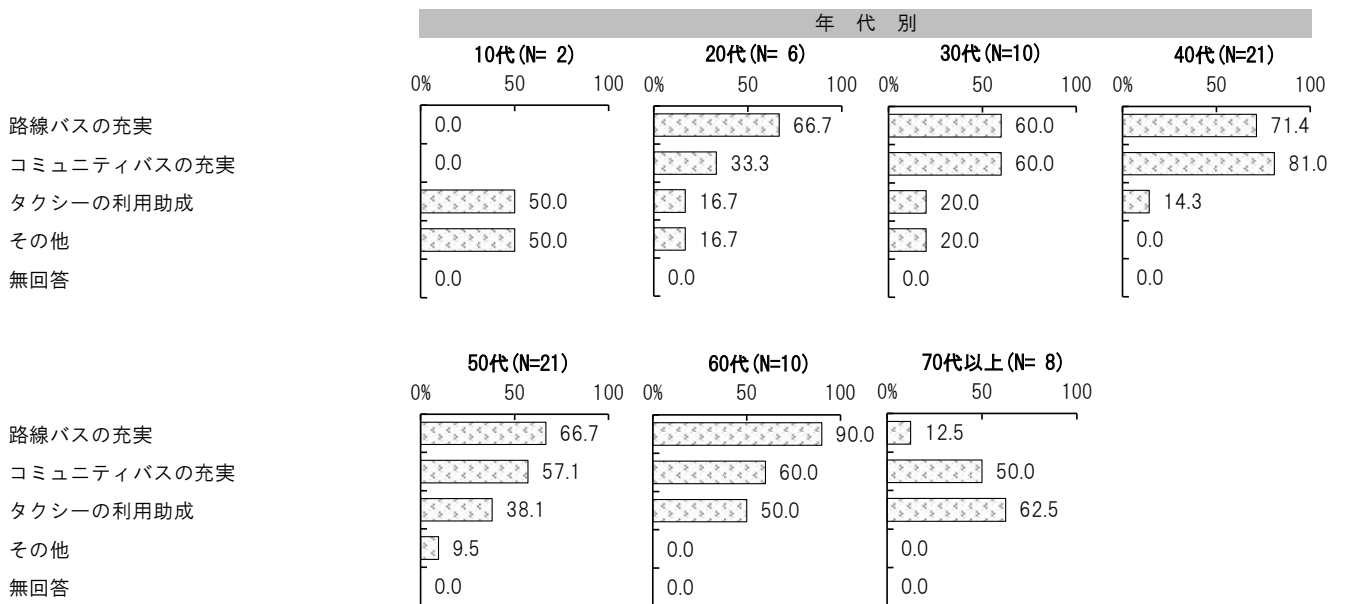 年 代 別
10代(N= 2) 20代(N= 6) 30代(N=10) 40代(N=21)
0% 50 100 0% 50 100 0% 50 100 0% 50 100
路線バスの充実 0.0 66.7 60.0 71.4
コミュニティバスの充実 0.0 33.3 60.0 81.0
タクシーの利用助成 50.0 16.7 20.0 14.3
その他 50.0 16.7 20.0 0.0
無回答 0.0 0.0 0.0 0.0
50代(N=21) 60代(N=10) 70代以上(N= 8)
0% 50 100 0% 50 100 0% 50 100
路線バスの充実 66.7 90.0 12.5
コミュニティバスの充実 57.1 60.0 50.0
タクシーの利用助成 38.1 50.0 62.5
その他 9.5 0.0 0.0
無回答 0.0 0.0 0.0